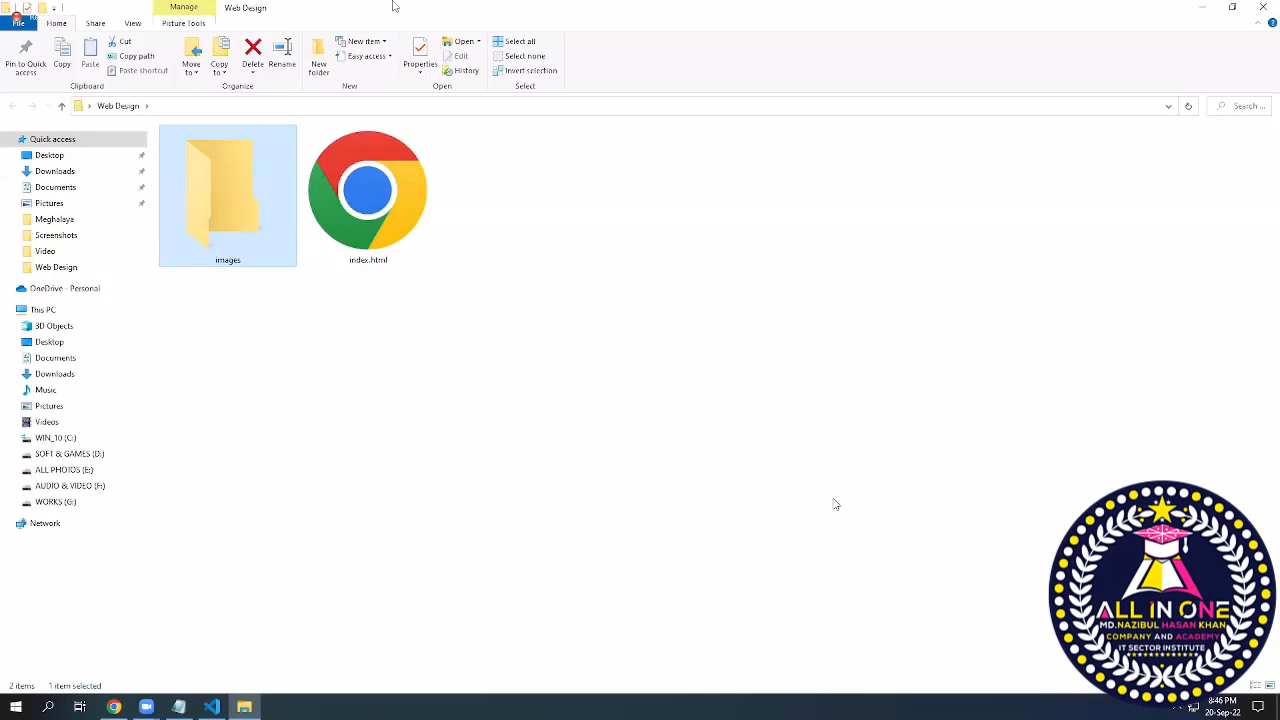 Manage
Web Design
File
Home
Share
View
Picture Tools
Pin to Quick access
Copy
Paste
Cut
Copy path
Paste shortcut
Clipboard
Move to
Copy to
Delete
Rename
Organize
New folder
New item
Easy access
New
Properties
Open
Edit
History
Open
Select all
Select none
Invert selection
Select
Web Design
Search ...
Quick access
Desktop
Downloads
Documents
Pictures
Meghalaya
Screenshots
Video
Web Design
OneDrive - Personal
This PC
3D Objects
Desktop
Documents
Downloads
Music
Pictures
Videos
WIN_10 (C:)
SOFT & GAMES (D:)
ALL PHOTOS (E:)
AUDIO & VIDEO (F:)
WORKS (G:)
Network
images
index.html
ALL IN ONE
MD.NAZIBUL HASAN KHAN
COMPANY AND ACADEMY
IT SECTOR INSTITUTE
2 items
1 item selected
8:46 PM
20-Sep-22